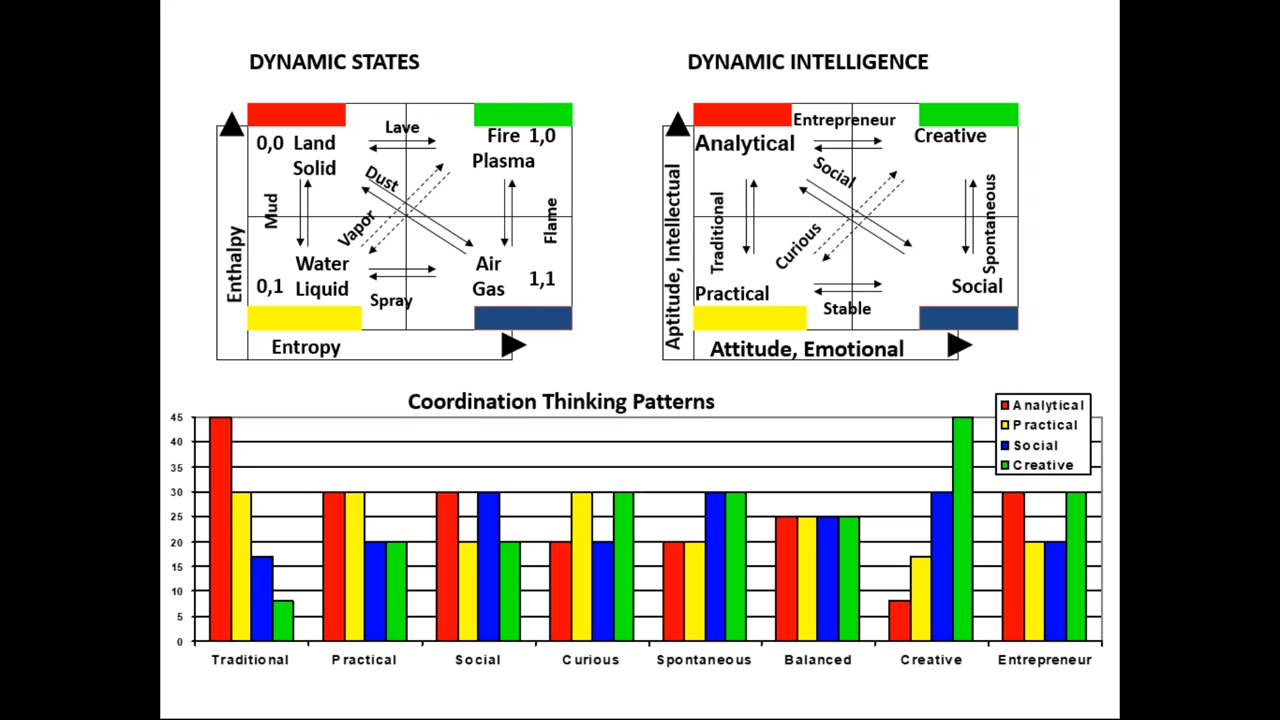 DYNAMIC STATES
DYNAMIC INTELLIGENCE
Lave
0,0 Land
Solid
Fire 1,0
Plasma
Dust
Mud
Vapor
Flame
Enthalpy
Water
0,1 Liquid
Air
Gas
1,1
Spray
Entropy
Entrepreneur
Analytical
Creative
Social
Traditional
Curious
Spontaneous
Aptitude, Intellectual
Practical
Social
Stable
Attitude, Emotional
Coordination Thinking Patterns
Analytical
Practical
Social
Creative
45
40
35
30
25
20
15
10
5
0
Traditional Practical Social Curious Spontaneous Balanced Creative Entrepreneur